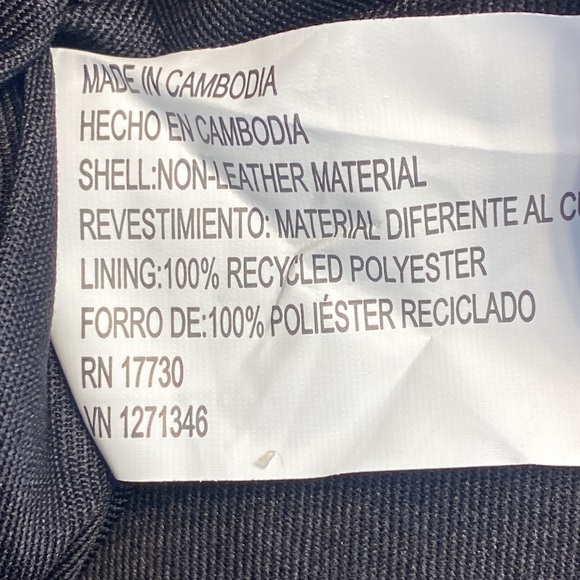 MADE IN CAMBODIA
HECHO EN CAMBODIA
SHELL:NON-LEATHER MATERIAL
REVESTIMIENTO: MATERIAL DIFERENTE AL
LINING:100% RECYCLED POLYESTER
FORRO DE:100% POLIÉSTER RECICLADO
RN 17730
VN 1271346